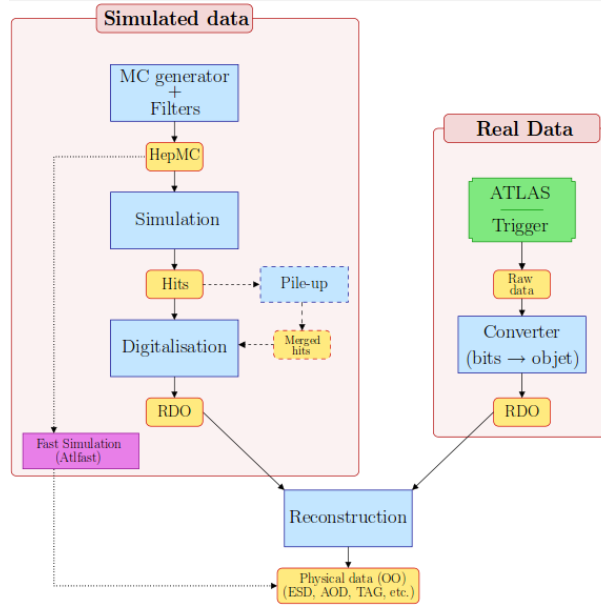 Simulated data
MC generator
+
Filters
HepMC
Simulation
Hits
Pile-up
Digitalisation
Merged
hits
RDO
Fast Simulation
(Atlfast)
Real Data
ATLAS
Trigger
Raw
data
Converter
(bits → objet)
RDO
Reconstruction
Physical data (OO)
(ESD, AOD, TAG, etc.)